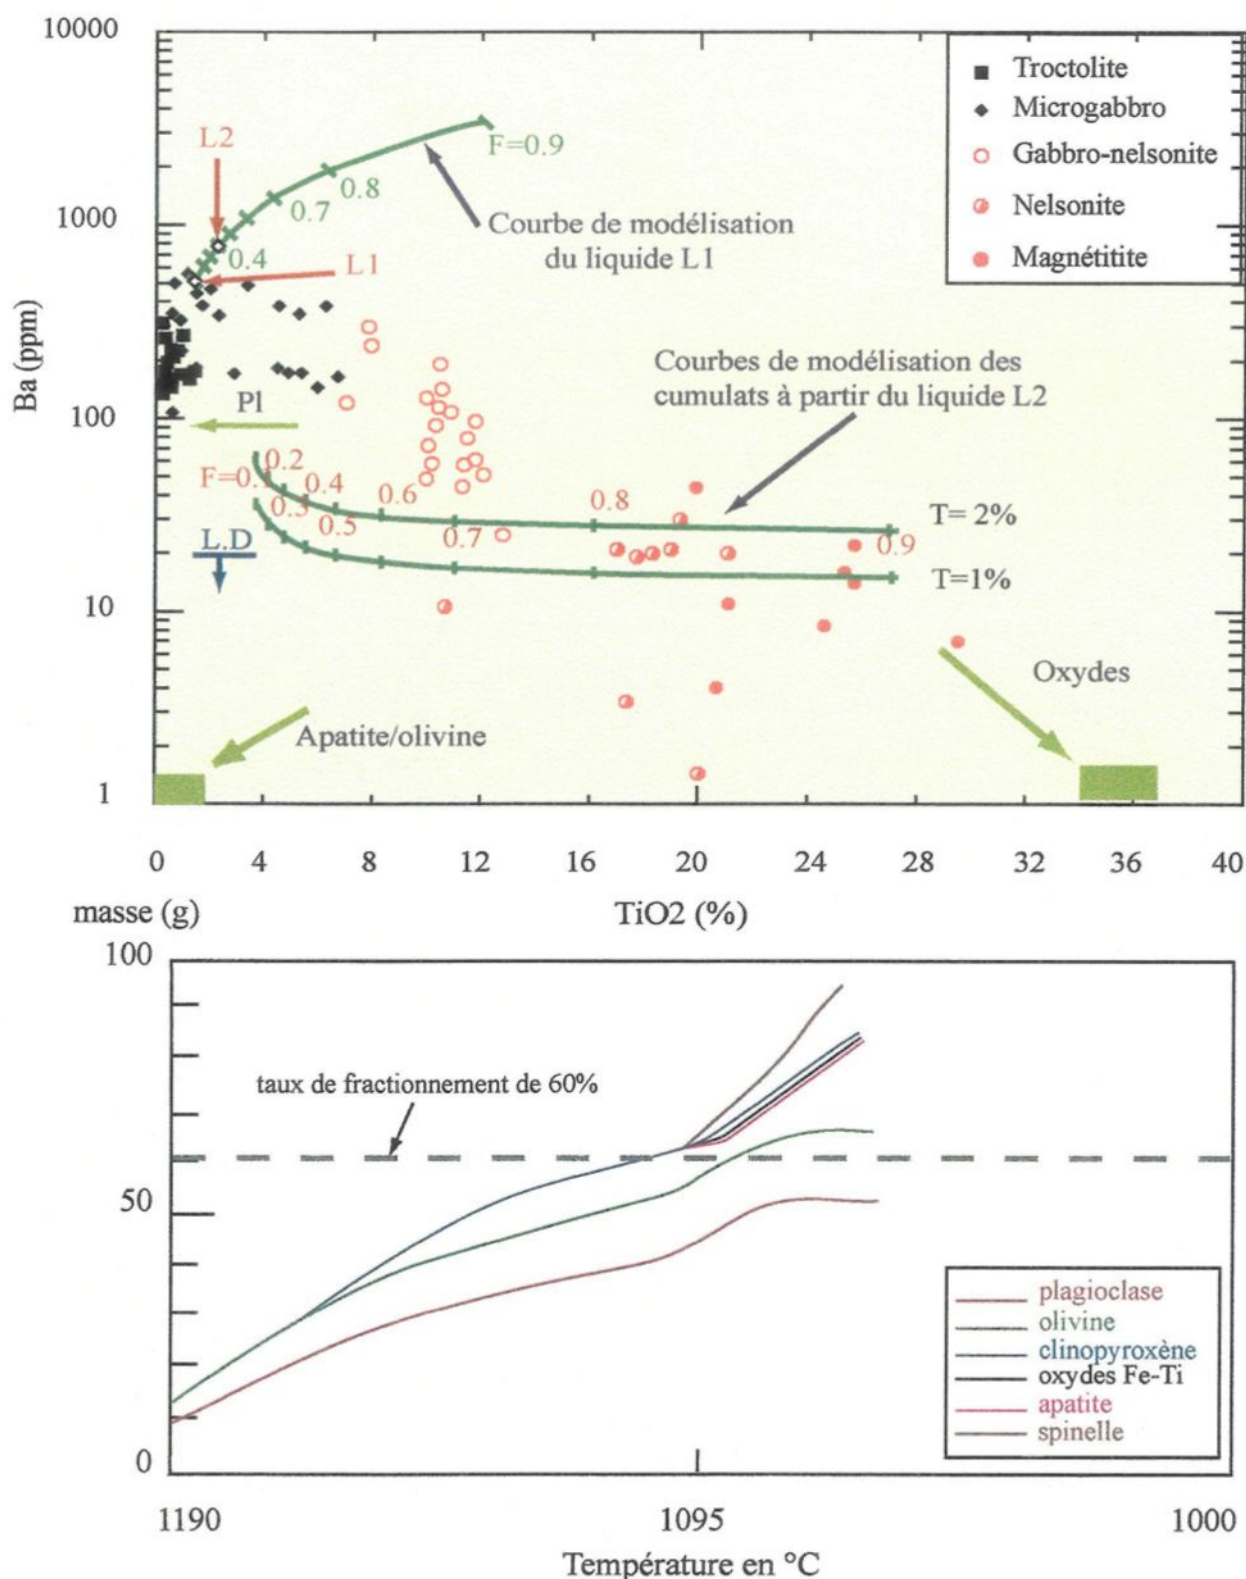 10000
1000
100
10
1
Ba (ppm)
Troctolite
Microgabbro
Gabbro-nelsonite
Nelsonite
Magnétitite
L2
F=0.9
0.8
0.7
0.4
L1
Courbe de modélisation
du liquide L1
Courbes de modélisation des
cumulats à partir du liquide L2
Pl
0.2
F=0.1
0.4
0.3
0.6
0.5
0.8
0.7
0.9
T= 2%
T=1%
L.D
Oxydes
Apatite/olivine
0 4 8 12 16 20 24 28 32 36 40
TiO2 (%)
masse (g)
100
50
0
taux de fractionnement de 60%
plagioclase
olivine
clinopyroxène
oxydes Fe-Ti
apatite
spinelle
1190 1095 1000
Température en °C